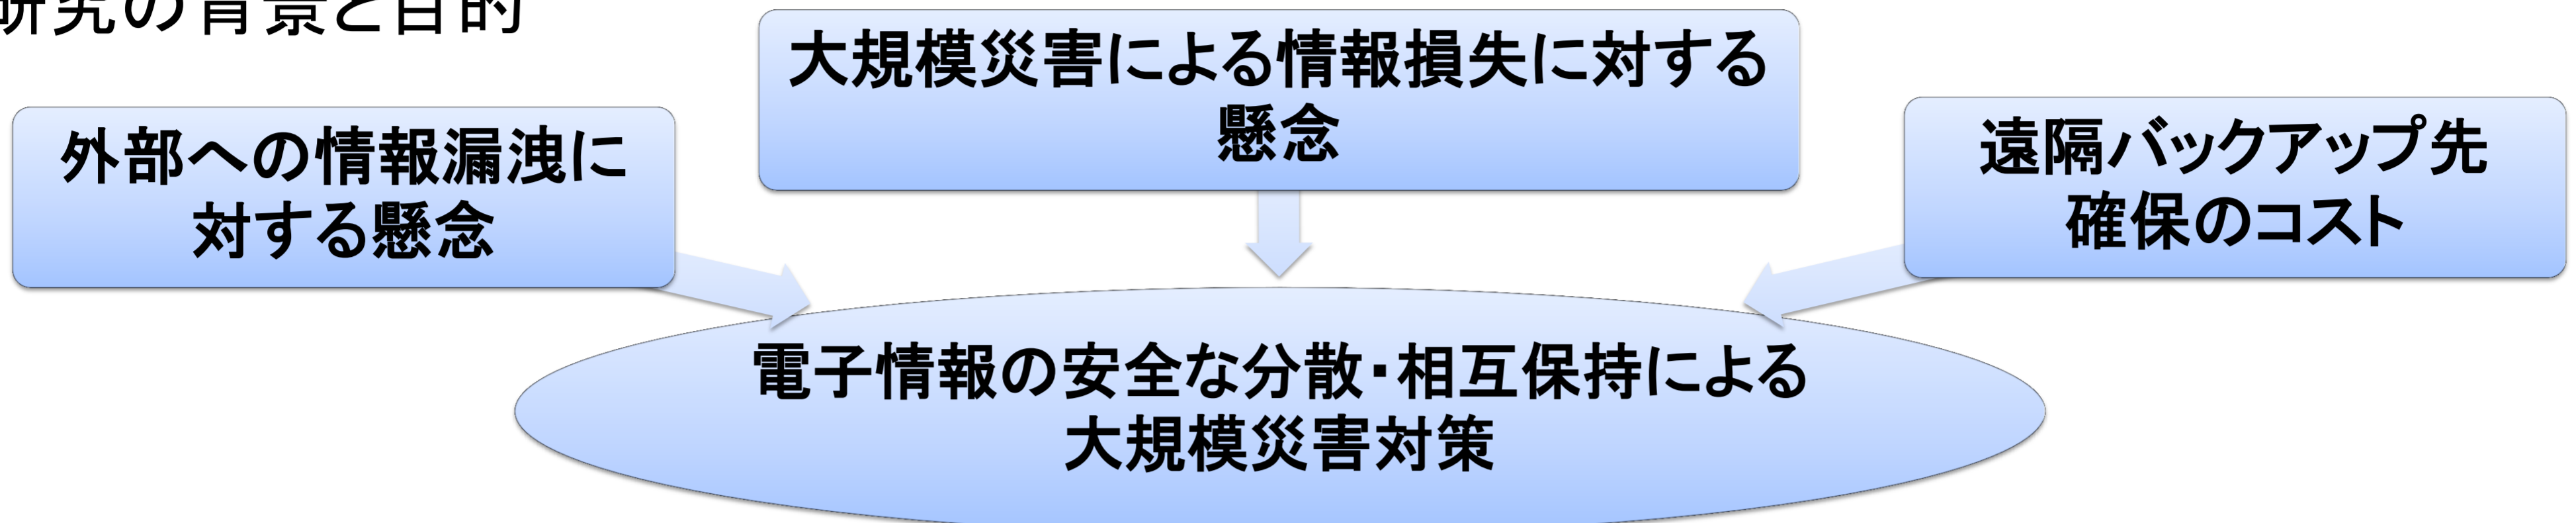 研究の背景と目的
大規模災害による情報損失に対する
懸念
外部への情報漏洩に
対する懸念
遠隔バックアップ先
確保のコスト
電子情報の安全な分散・相互保持による
大規模災害対策